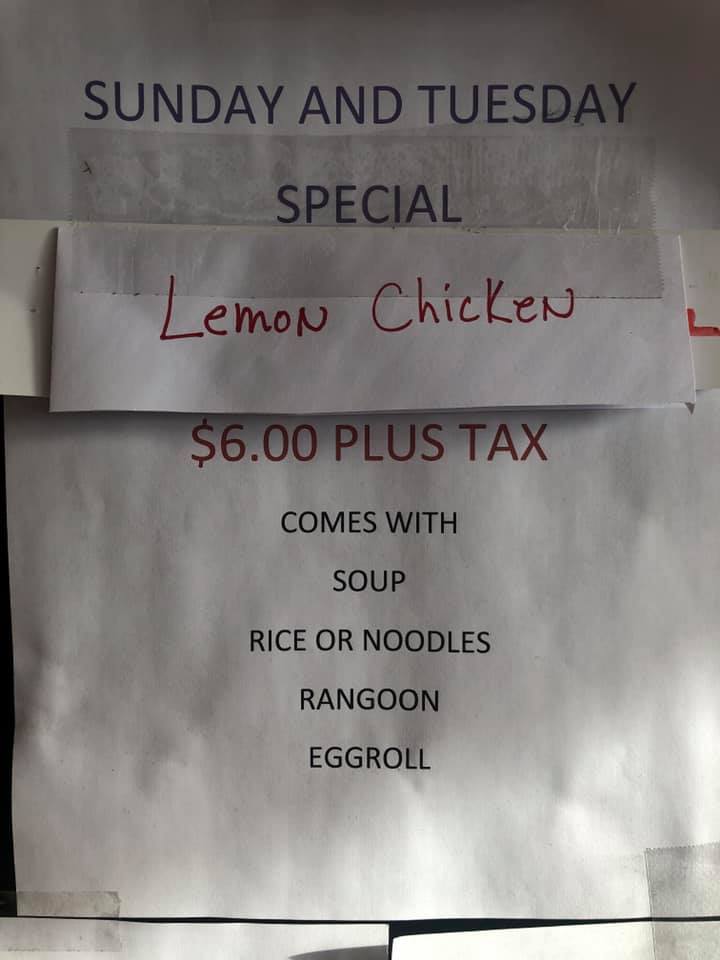 SUNDAY AND TUESDAY
SPECIAL
Lemon Chicken
$6.00 PLUS TAX
COMES WITH
SOUP
RICE OR NOODLES
RANGOON
EGGROLL